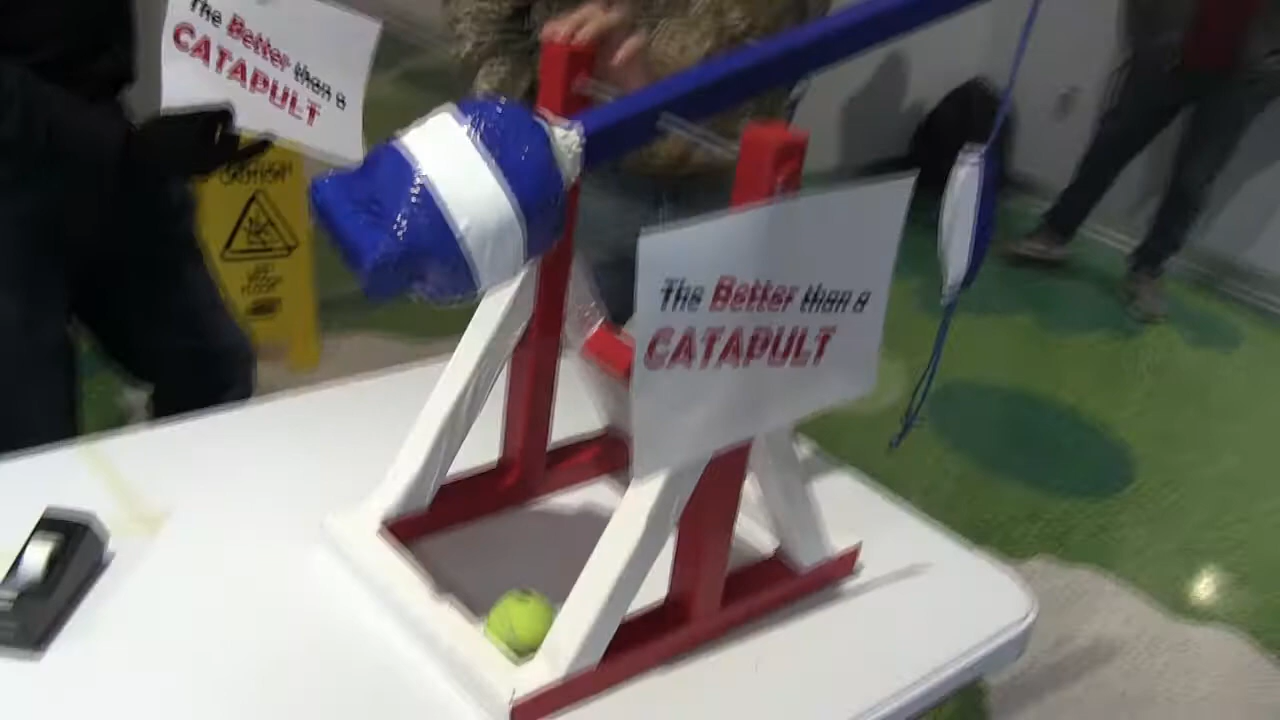 The Better than a
CATAPULT
CAUTION
The Better than a
CATAPULT